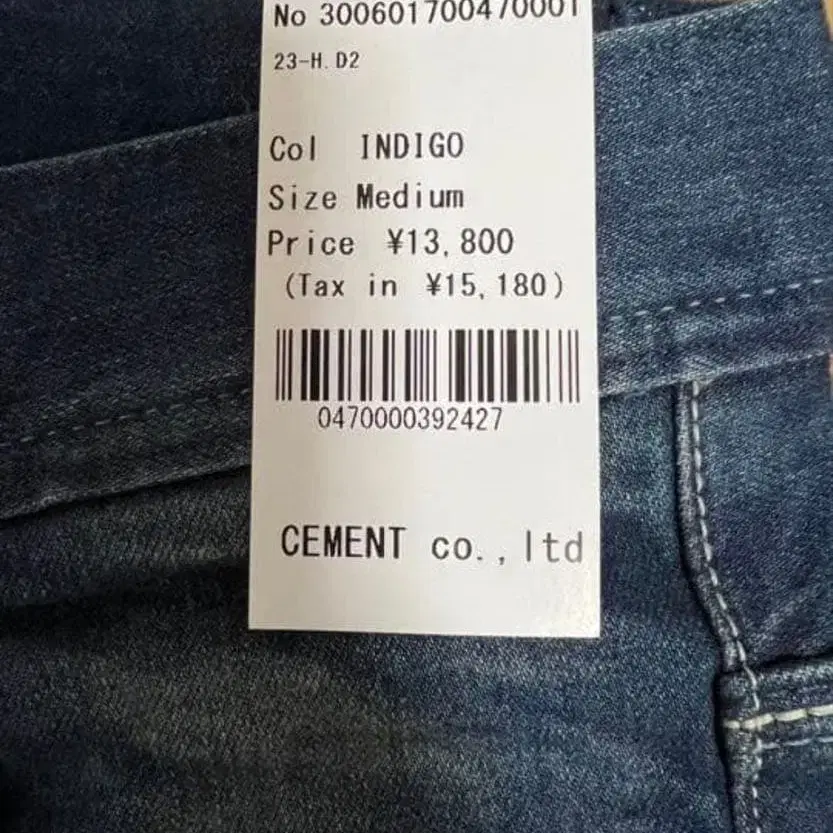 No 300601700470001
23-H.D2
Col INDIGO
Size Medium
Price ¥13,800
(Tax in ¥15,180)
0470000392427
CEMENT co.,ltd